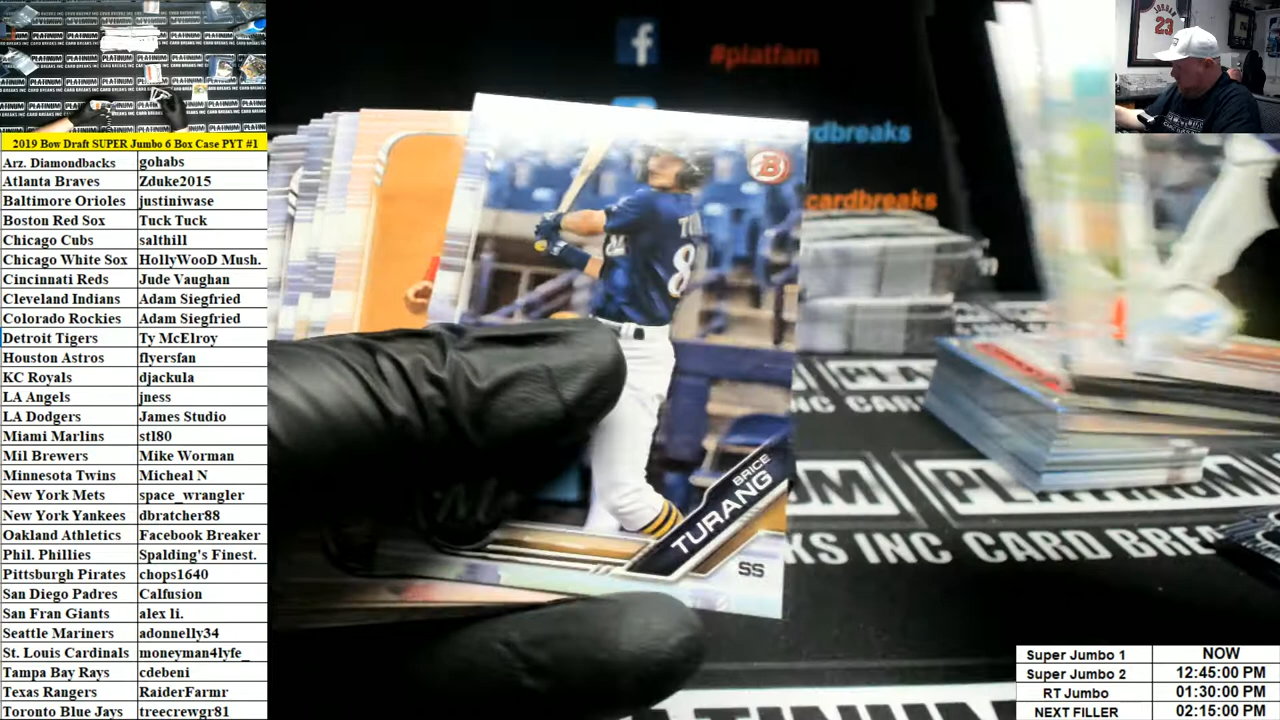 2019 Bow Draft SUPER Jumbo 6 Box Case PYT #1
Arz. Diamondbacks gohabs
Atlanta Braves Zduke2015
Baltimore Orioles justiniwase
Boston Red Sox Tuck Tuck
Chicago Cubs salthill
Chicago White Sox HollyWooD Mush.
Cincinnati Reds Jude Vaughan
Cleveland Indians Adam Siegfried
Colorado Rockies Adam Siegfried
Detroit Tigers Ty McElroy
Houston Astros flyersfan
KC Royals djackula
LA Angels jness
LA Dodgers James Studio
Miami Marlins stl80
Mil Brewers Mike Worman
Minnesota Twins Micheal N
New York Mets space_wrangler
New York Yankees dbratcher88
Oakland Athletics Facebook Breaker
Phil. Phillies Spalding's Finest.
Pittsburgh Pirates chops1640
San Diego Padres Calfusion
San Fran Giants alex li.
Seattle Mariners adonnelly34
St. Louis Cardinals moneyman4lyfe_
Tampa Bay Rays cdebeni
Texas Rangers RaiderFarmr
Toronto Blue Jays treecrewgr81
#platfam
rdbreaks
cardbreaks
B
8
BRICE
TURANG
SS
KS INC CARD BREA
JORDAN
23
Super Jumbo 1 NOW
Super Jumbo 2 12:45:00 PM
RT Jumbo 01:30:00 PM
NEXT FILLER 02:15:00 PM